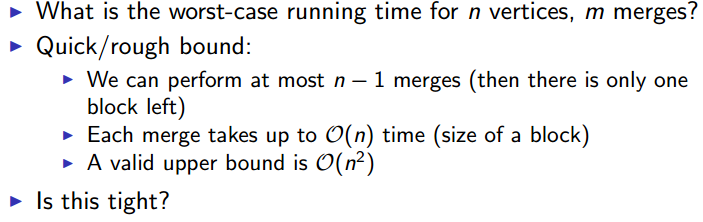 ▶ What is the worst-case running time for n vertices, m merges?
▶ Quick/rough bound:
▶ We can perform at most n − 1 merges (then there is only one
block left)
▶ Each merge takes up to 𝒪(n) time (size of a block)
▶ A valid upper bound is 𝒪(n²)
▶ Is this tight?